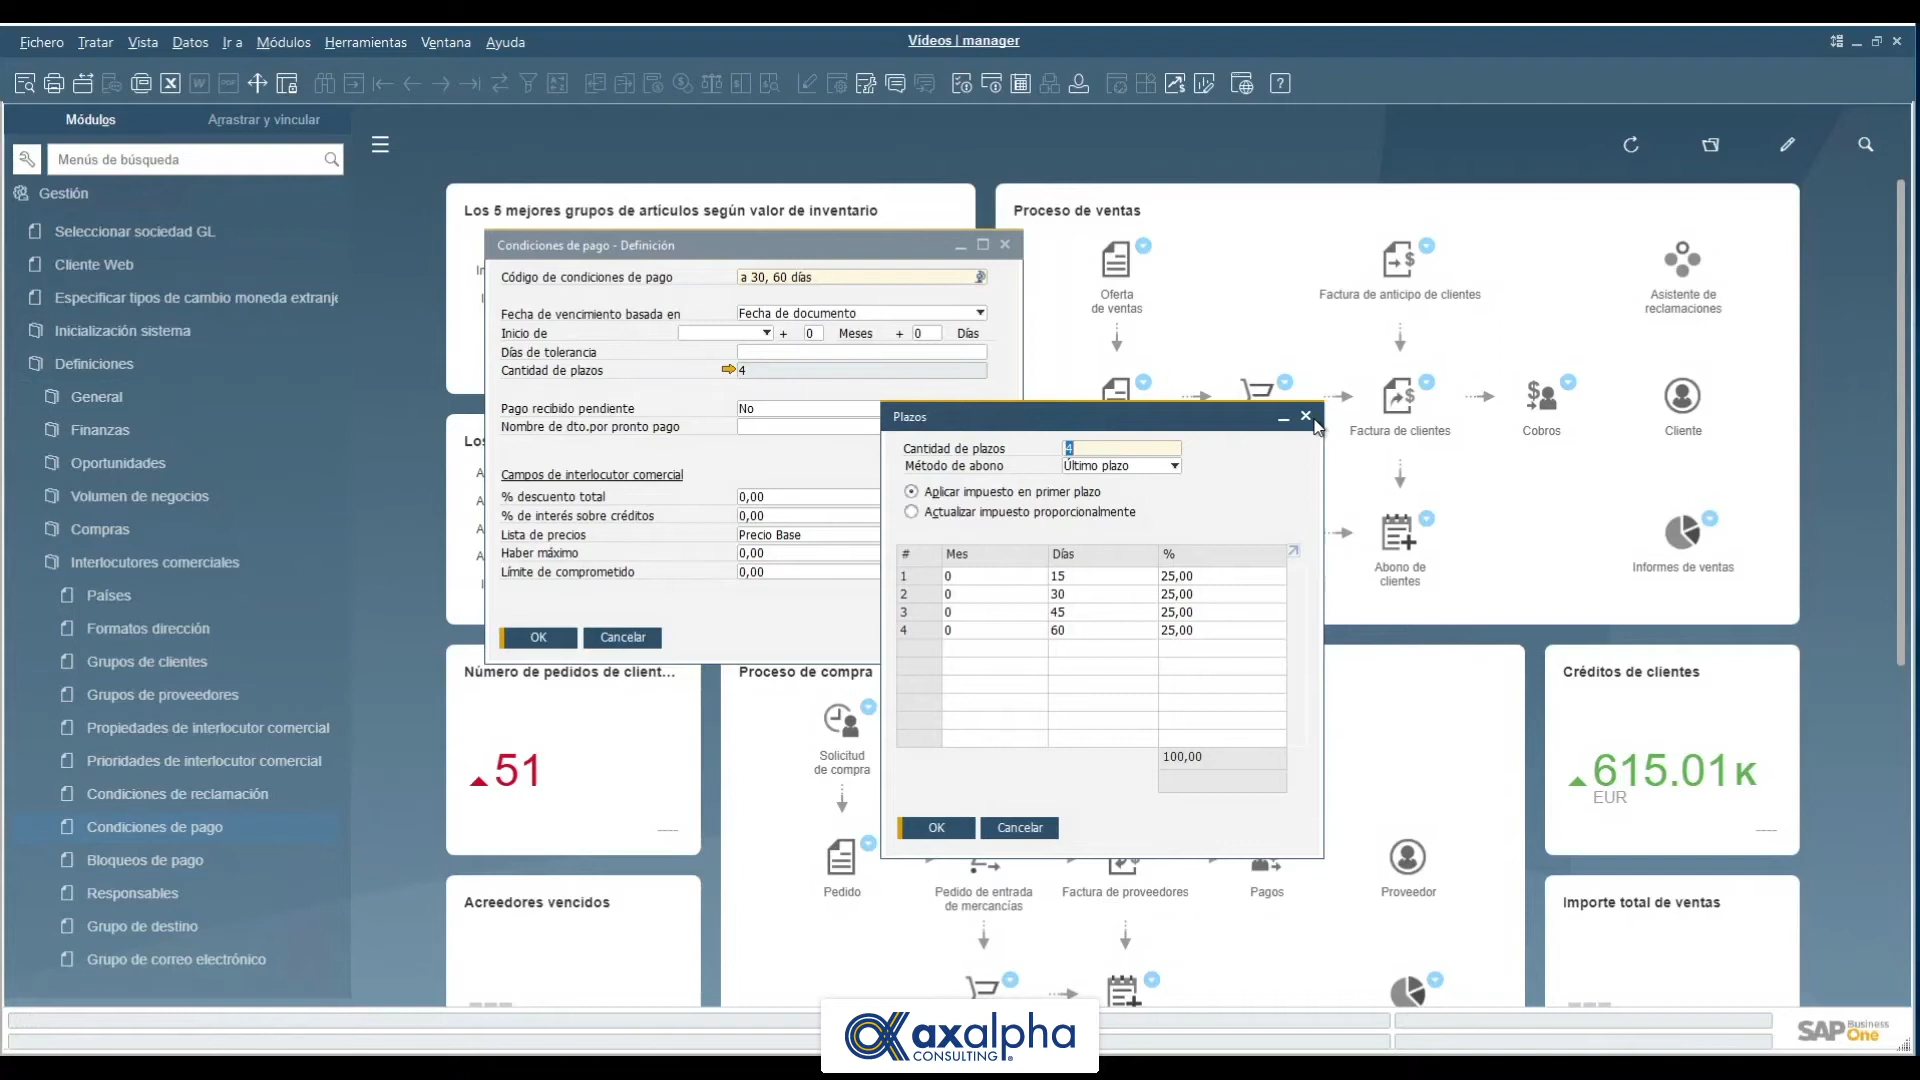 Fichero Tratar Vista Datos Ir a Módulos Herramientas Ventana Ayuda
Vídeos | manager
Módulos
Arrastrar y vincular
Menús de búsqueda
Gestión
Seleccionar sociedad GL
Cliente Web
Especificar tipos de cambio moneda extranje
Inicialización sistema
Definiciones
General
Finanzas
Oportunidades
Volumen de negocios
Compras
Interlocutores comerciales
Países
Formatos dirección
Grupos de clientes
Grupos de proveedores
Propiedades de interlocutor comercial
Prioridades de interlocutor comercial
Condiciones de reclamación
Condiciones de pago
Bloqueos de pago
Responsables
Grupo de destino
Grupo de correo electrónico
Los 5 mejores grupos de artículos según valor de inventario
Condiciones de pago - Definición
Código de condiciones de pago a 30, 60 días
Fecha de vencimiento basada en Fecha de documento
Inicio de + 0 Meses + 0 Días
Días de tolerancia
Cantidad de plazos 4
Pago recibido pendiente No
Nombre de dto.por pronto pago
Campos de interlocutor comercial
% descuento total 0,00
% de interés sobre créditos 0,00
Lista de precios Precio Base
Haber máximo 0,00
Límite de comprometido 0,00
OK Cancelar
Plazos
Cantidad de plazos 4
Método de abono Último plazo
Aplicar impuesto en primer plazo
Actualizar impuesto proporcionalmente
# Mes Días %
1 0 15 25,00
2 0 30 25,00
3 0 45 25,00
4 0 60 25,00
100,00
OK Cancelar
Proceso de ventas
Oferta
de ventas
Factura de anticipo de clientes
Asistente de
reclamaciones
Factura de clientes
Cobros
Cliente
Abono de
clientes
Informes de ventas
Número de pedidos de client...
51
Proceso de compra
Solicitud
de compra
Pedido
Pedido de entrada
de mercancías
Factura de proveedores
Pagos
Proveedor
Créditos de clientes
615.01K
EUR
Acreedores vencidos
Importe total de ventas
axalpha
CONSULTING
SAP Business
One